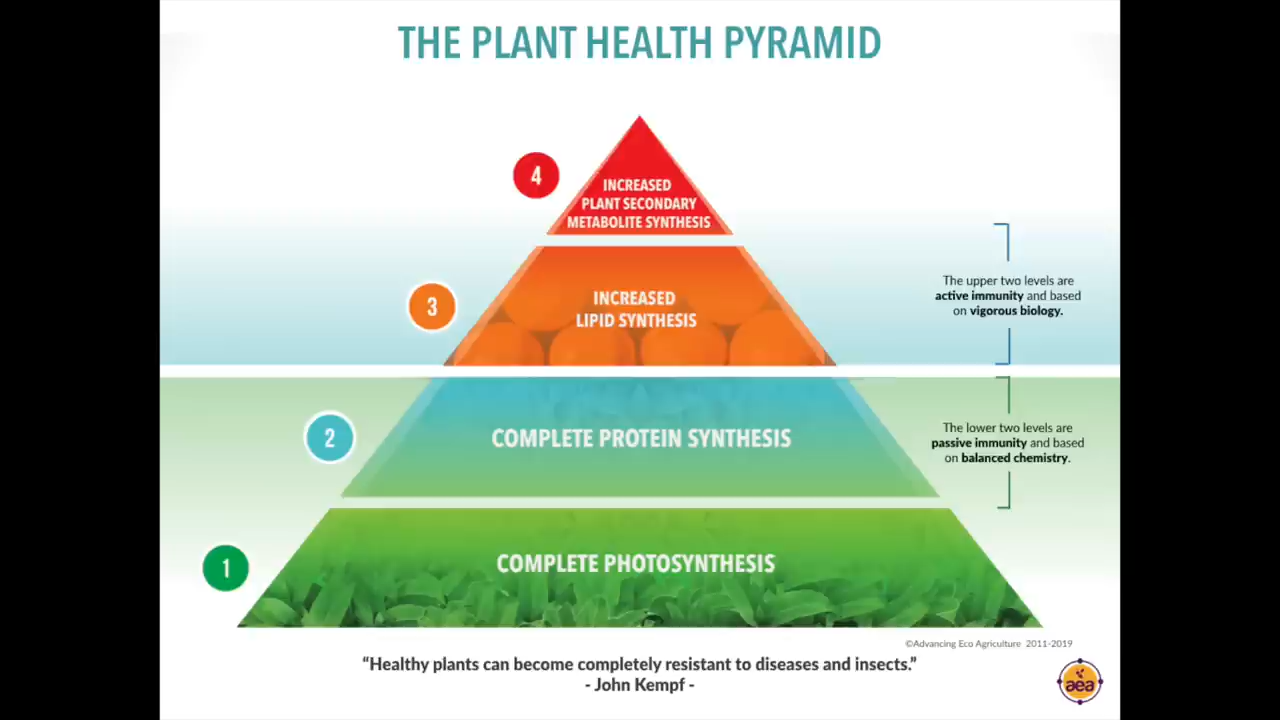 THE PLANT HEALTH PYRAMID
4
INCREASED
PLANT SECONDARY
METABOLITE SYNTHESIS
3
INCREASED
LIPID SYNTHESIS
The upper two levels are
active immunity and based
on vigorous biology.
2
COMPLETE PROTEIN SYNTHESIS
The lower two levels are
passive immunity and based
on balanced chemistry.
1
COMPLETE PHOTOSYNTHESIS
©Advancing Eco Agriculture 2011-2019
“Healthy plants can become completely resistant to diseases and insects.”
- John Kempf -
aea